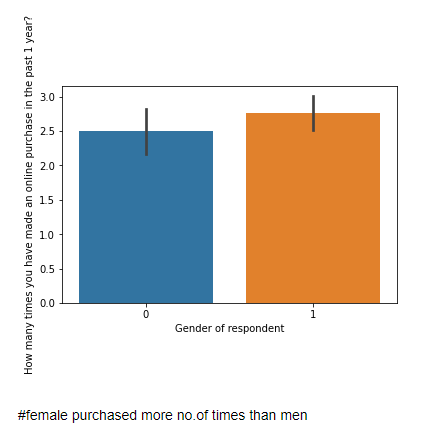 How many times you have made an online purchase in the past 1 year?
3.0
2.5
2.0
1.5
1.0
0.5
0.0
0 1
Gender of respondent
#female purchased more no.of times than men